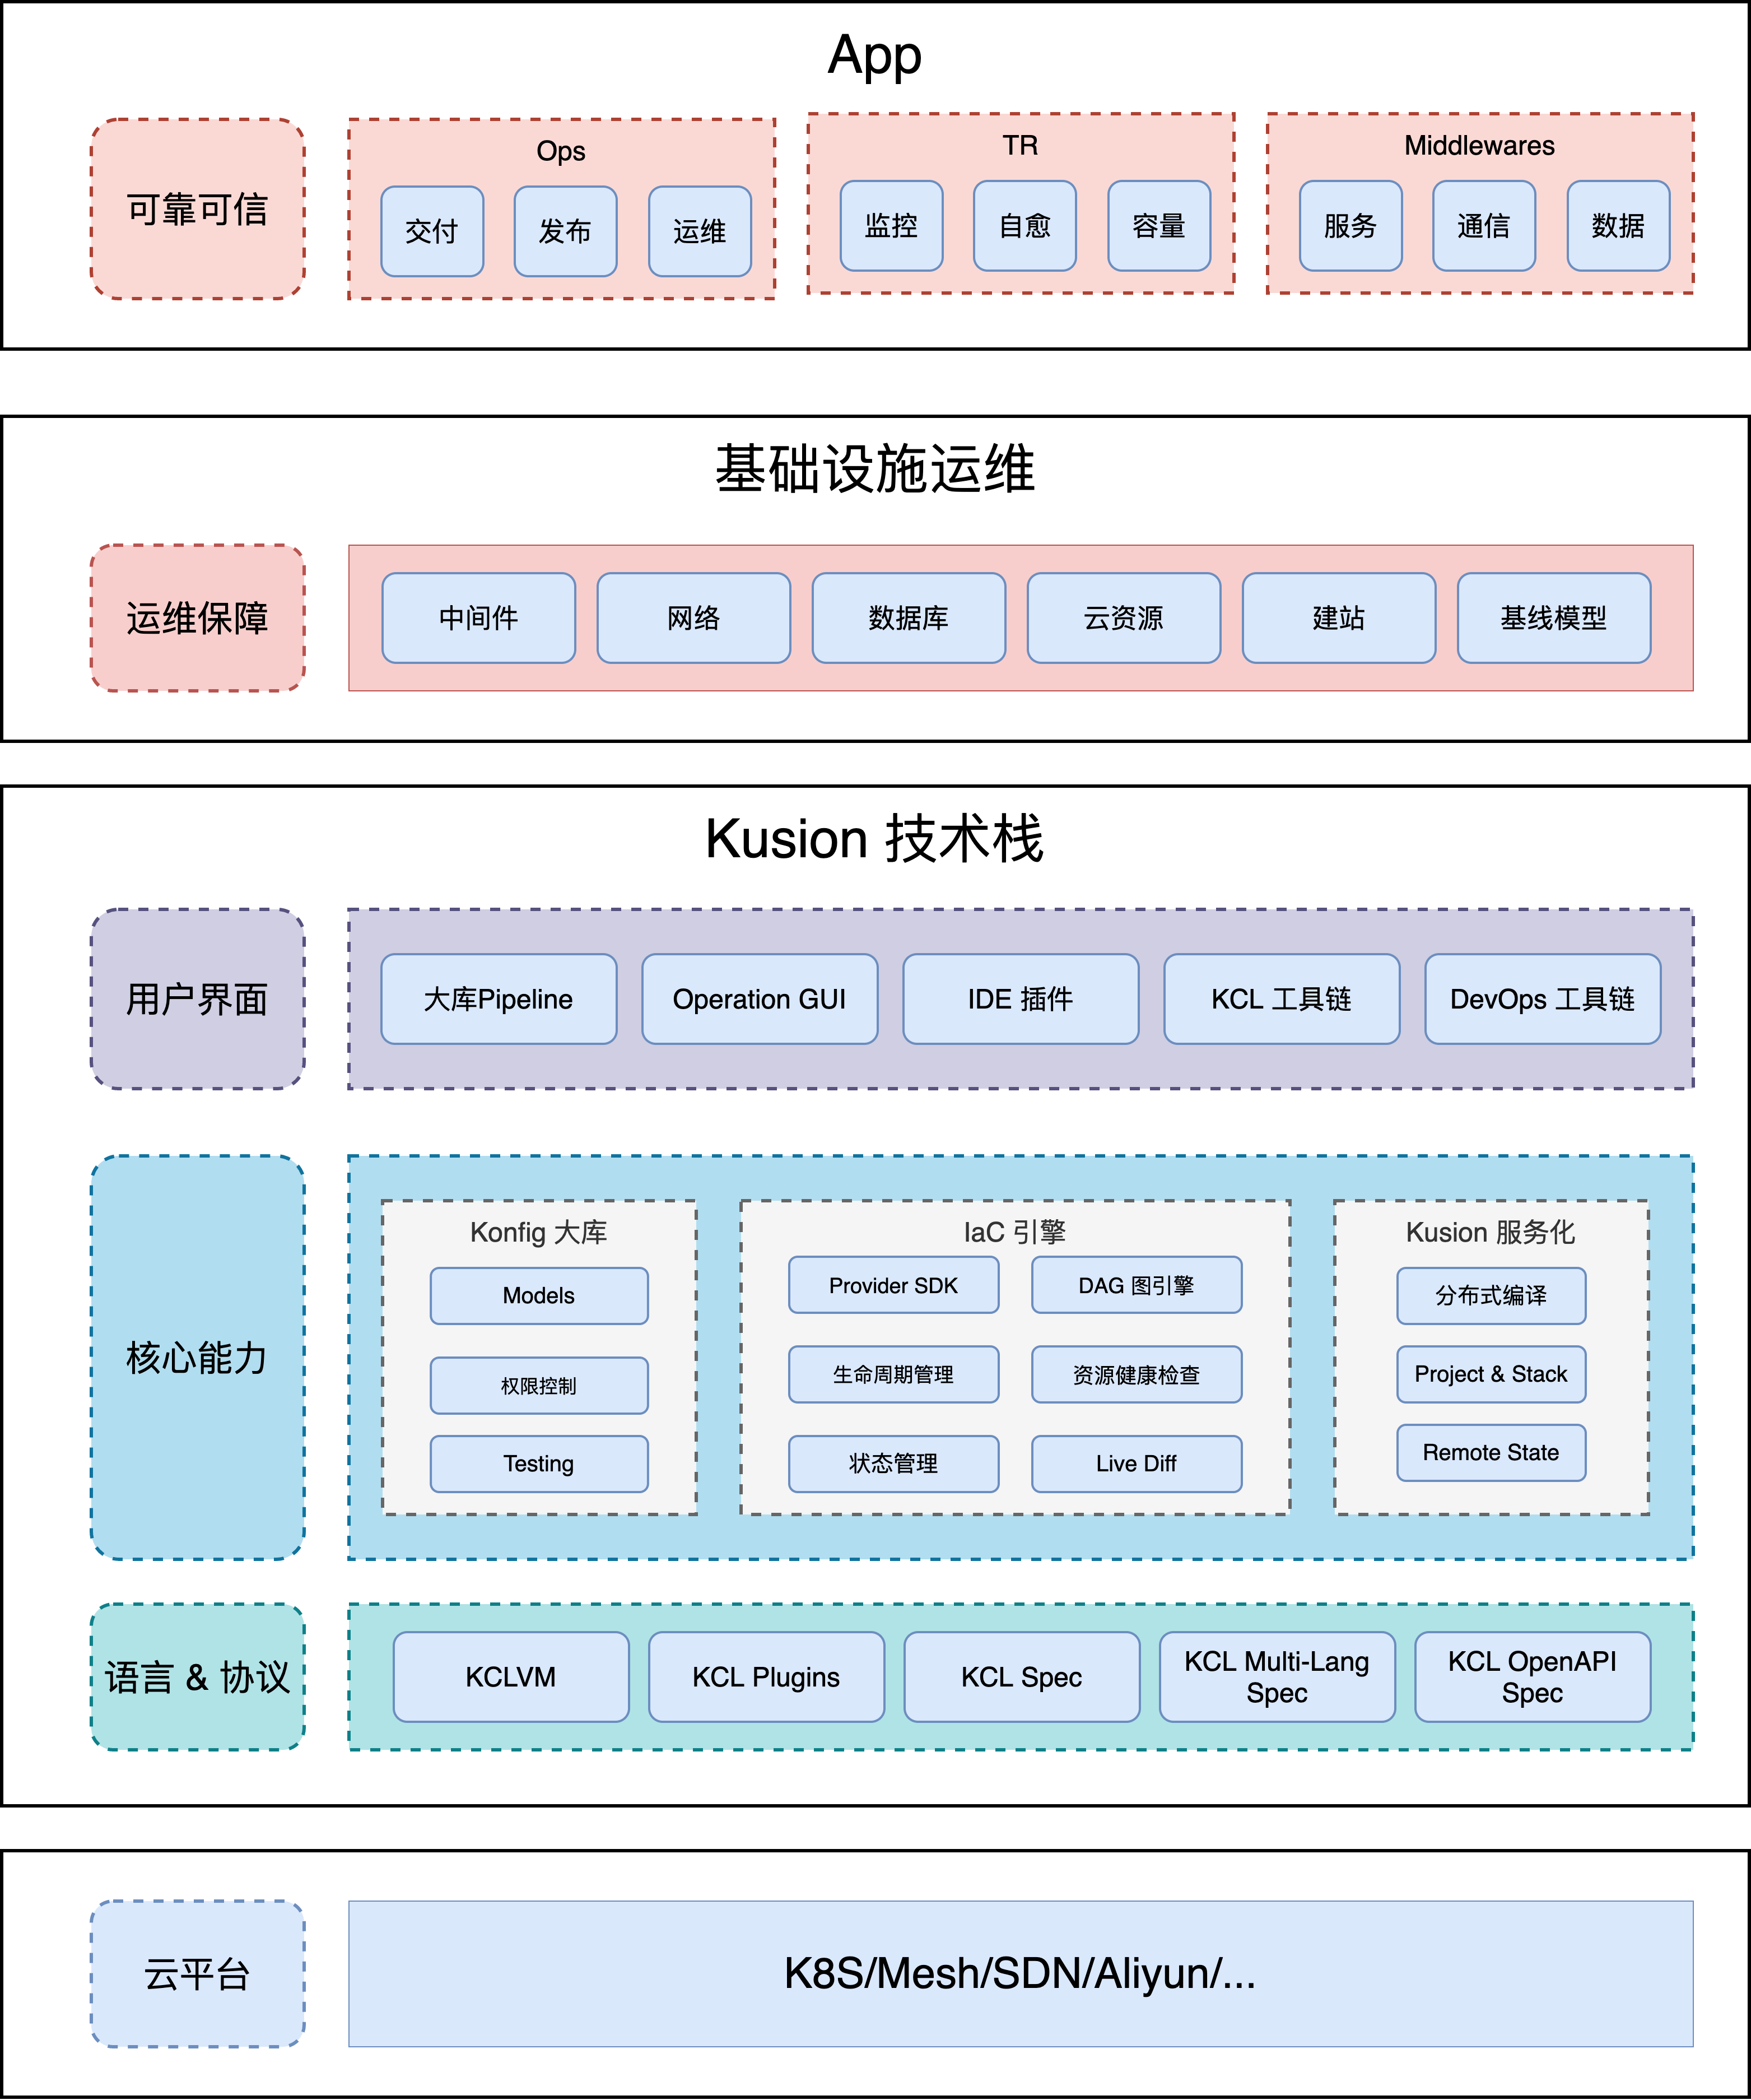 App
可靠可信
Ops
交付
发布
运维
TR
监控
自愈
容量
Middlewares
服务
通信
数据
基础设施运维
运维保障
中间件
网络
数据库
云资源
建站
基线模型
Kusion 技术栈
用户界面
大库Pipeline
Operation GUI
IDE 插件
KCL 工具链
DevOps 工具链
核心能力
Konfig 大库
Models
权限控制
Testing
IaC 引擎
Provider SDK
DAG 图引擎
生命周期管理
资源健康检查
状态管理
Live Diff
Kusion 服务化
分布式编译
Project & Stack
Remote State
语言 & 协议
KCLVM
KCL Plugins
KCL Spec
KCL Multi-Lang
Spec
KCL OpenAPI
Spec
云平台
K8S/Mesh/SDN/Aliyun/...